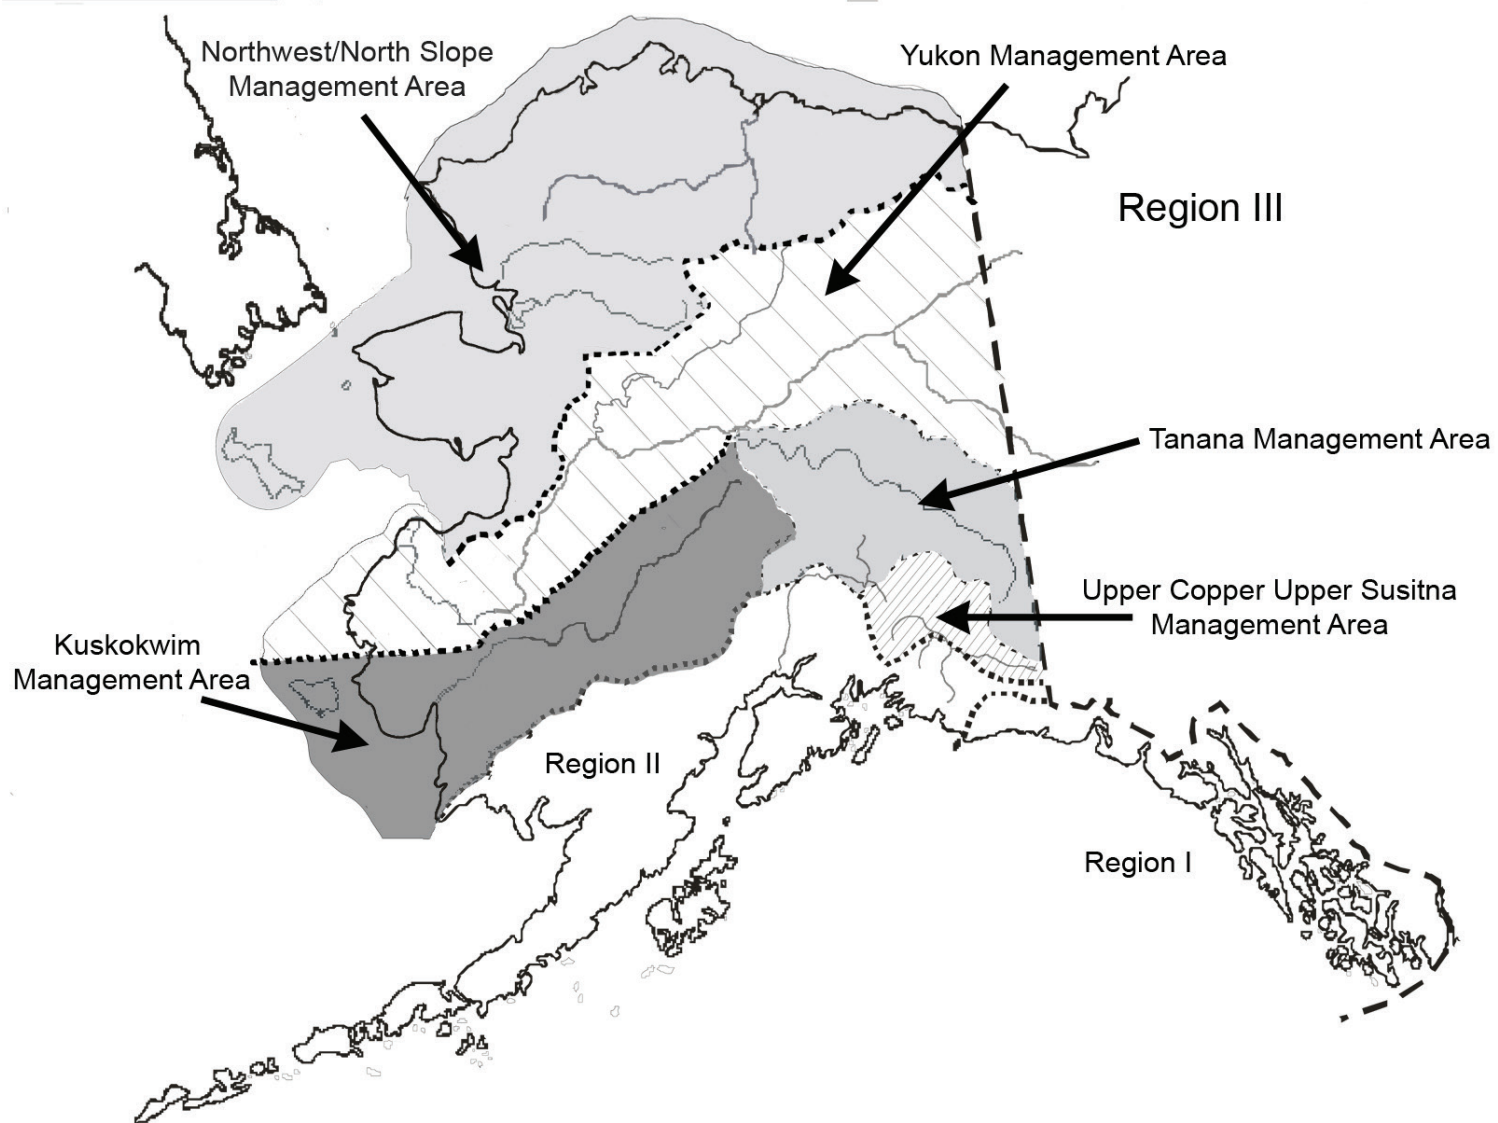 Northwest/North Slope
Management Area
Yukon Management Area
Region III
Tanana Management Area
Upper Copper Upper Susitna
Management Area
Kuskokwim
Management Area
Region II
Region I